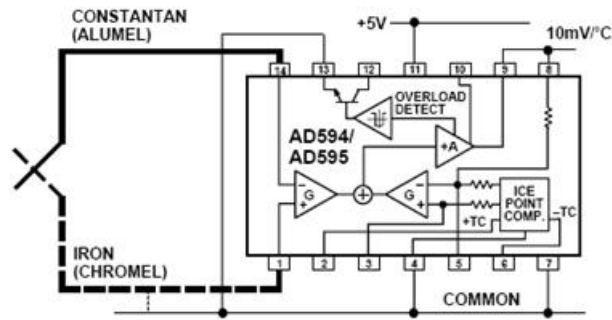 CONSTANTAN
(ALUMEL)
+5V
10mV/°C
14 13 12 11 10 9 8
OVERLOAD
DETECT
AD594/
AD595
+A
– G +
– G +
ICE
POINT
COMP.
+TC
–TC
IRON
(CHROMEL)
1 2 3 4 5 6 7
COMMON